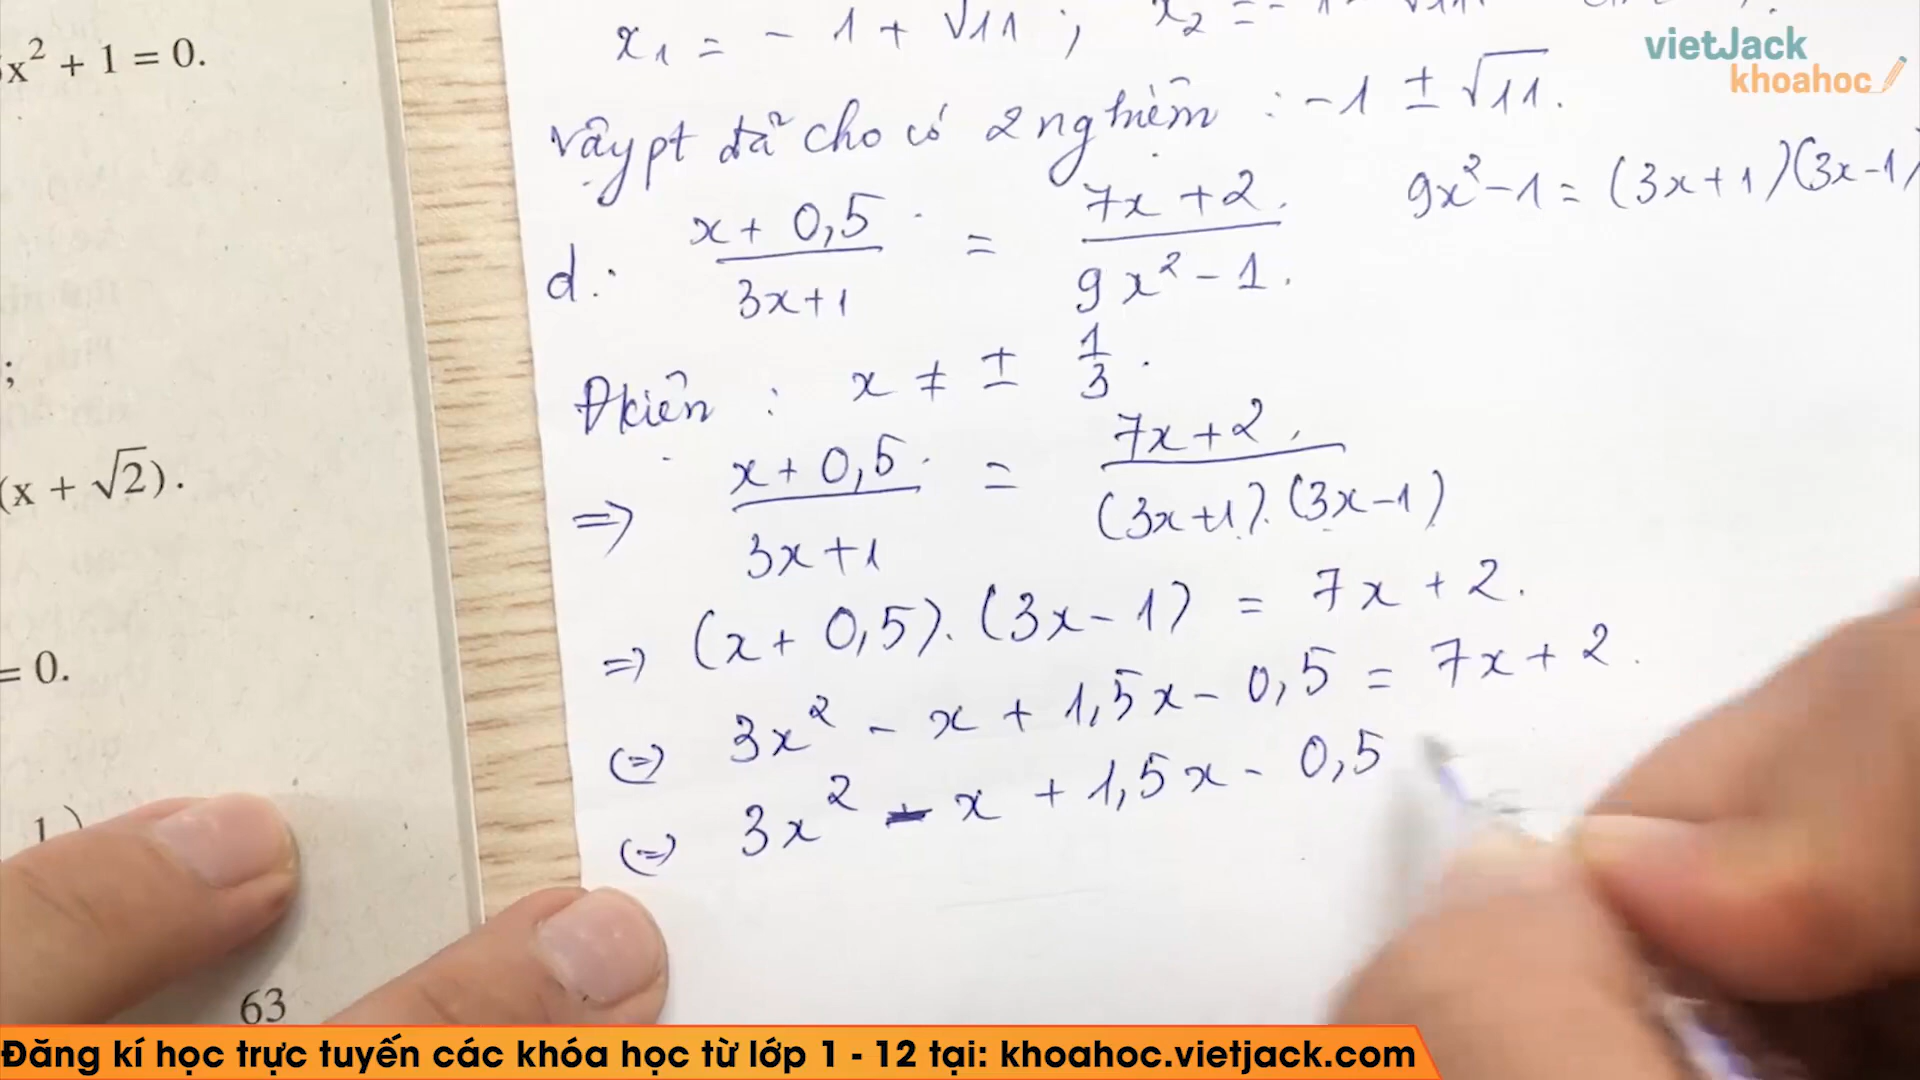 x² + 1 = 0.
;
(x + √2).
= 0.
1)
63
x₁ = - 1 + √11 ; x₂ = - 1 - √11
Vậy pt đã cho có 2 nghiệm : -1 ± √11.
d. x + 0,5 / 3x+1 = 7x + 2 / 9x² - 1.
9x² - 1 = (3x+1)(3x-1)
Đkiện : x ≠ ± 1/3.
=> x + 0,5 / 3x+1 = 7x+2 / (3x+1).(3x-1)
=> (x + 0,5).(3x - 1) = 7x + 2.
(=) 3x² - x + 1,5x - 0,5 = 7x + 2.
(=) 3x² - x + 1,5x - 0,5
vietJack
khoahoc
Đăng kí học trực tuyến các khóa học từ lớp 1 - 12 tại: khoahoc.vietjack.com